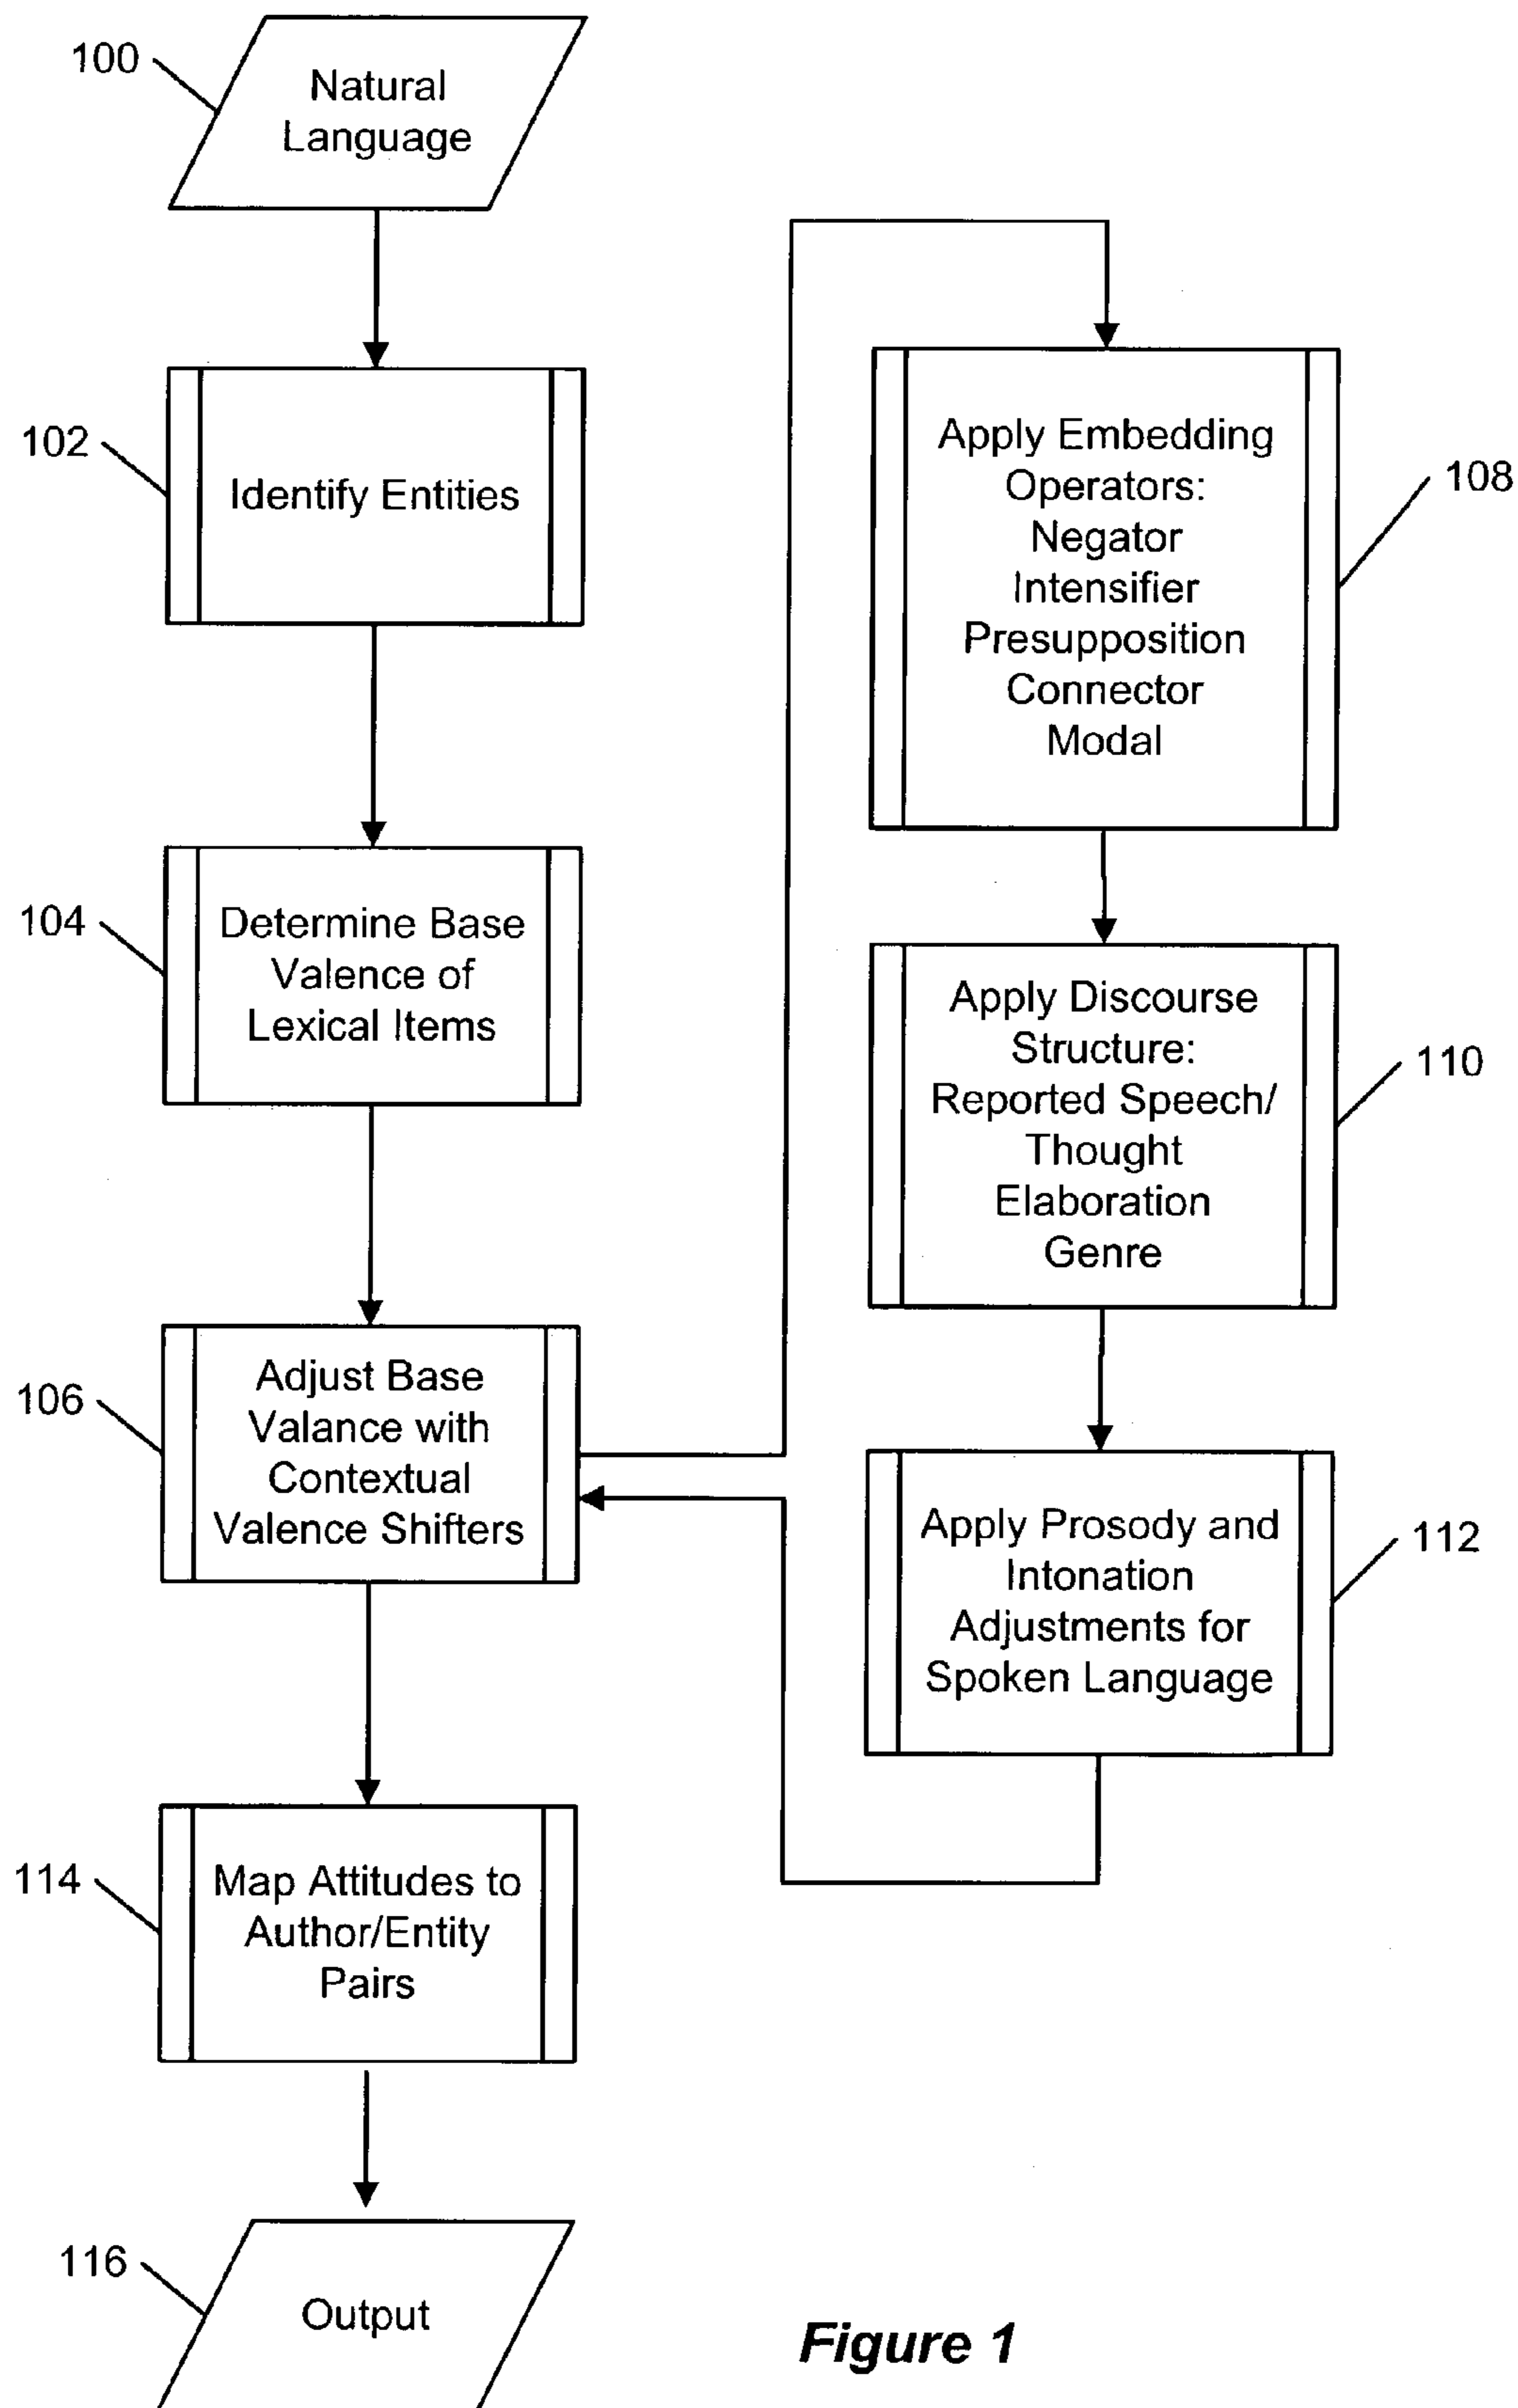 100
Natural
Language
102
Identify Entities
104
Determine Base
Valence of
Lexical Items
106
Adjust Base
Valance with
Contextual
Valence Shifters
108
Apply Embedding
Operators:
Negator
Intensifier
Presupposition
Connector
Modal
110
Apply Discourse
Structure:
Reported Speech/
Thought
Elaboration
Genre
112
Apply Prosody and
Intonation
Adjustments for
Spoken Language
114
Map Attitudes to
Author/Entity
Pairs
116
Output
Figure 1